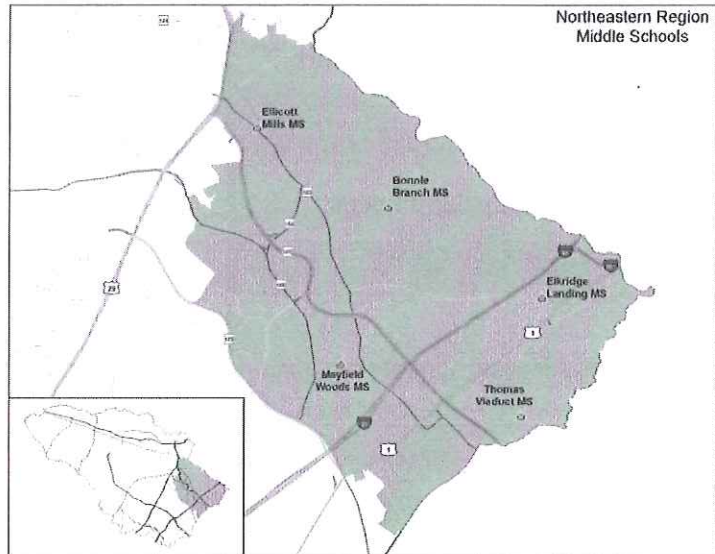 Northeastern Region
Middle Schools
Ellicott
Mills MS
Bonnie
Branch MS
29
Elkridge
Landing MS
1
Mayfield
Woods MS
Thomas
Viaduct MS
1